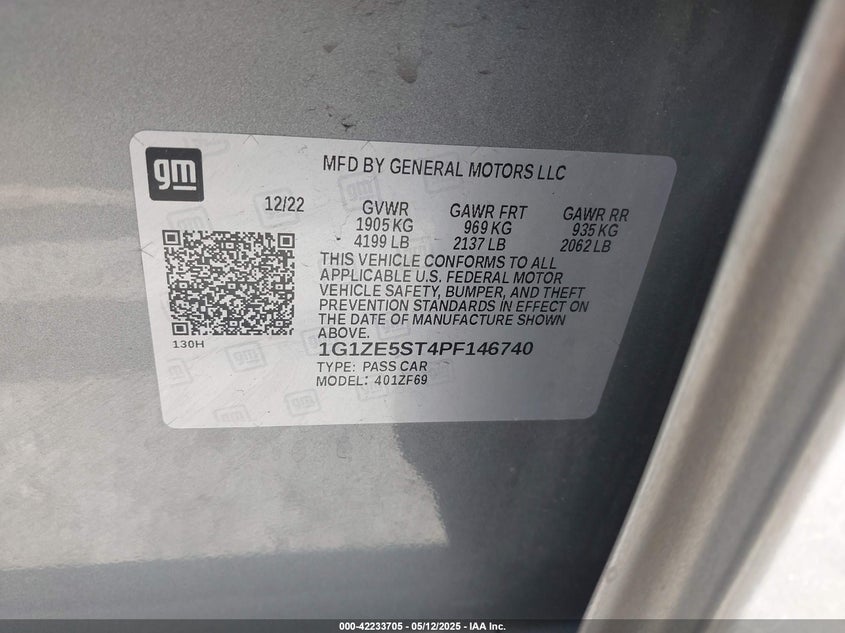 gm
MFD BY GENERAL MOTORS LLC
12/22 GVWR GAWR FRT GAWR RR
1905 KG 969 KG 935 KG
4199 LB 2137 LB 2062 LB
THIS VEHICLE CONFORMS TO ALL
APPLICABLE U.S. FEDERAL MOTOR
VEHICLE SAFETY, BUMPER, AND THEFT
PREVENTION STANDARDS IN EFFECT ON
THE DATE OF MANUFACTURE SHOWN
ABOVE.
130H
1G1ZE5ST4PF146740
TYPE: PASS CAR
MODEL: 401ZF69
000-42233705 - 05/12/2025 - IAA Inc.